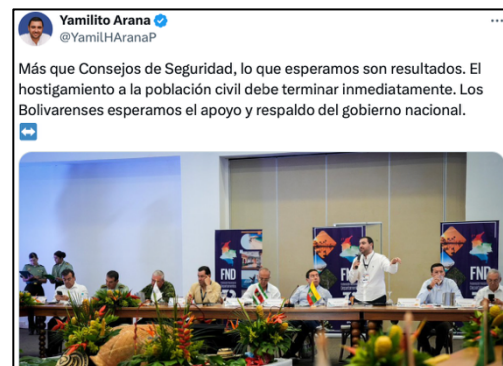 Yamilito Arana
@YamilHAranaP
Más que Consejos de Seguridad, lo que esperamos son resultados. El
hostigamiento a la población civil debe terminar inmediatamente. Los
Bolivarenses esperamos el apoyo y respaldo del gobierno nacional.
FND
FND
FND